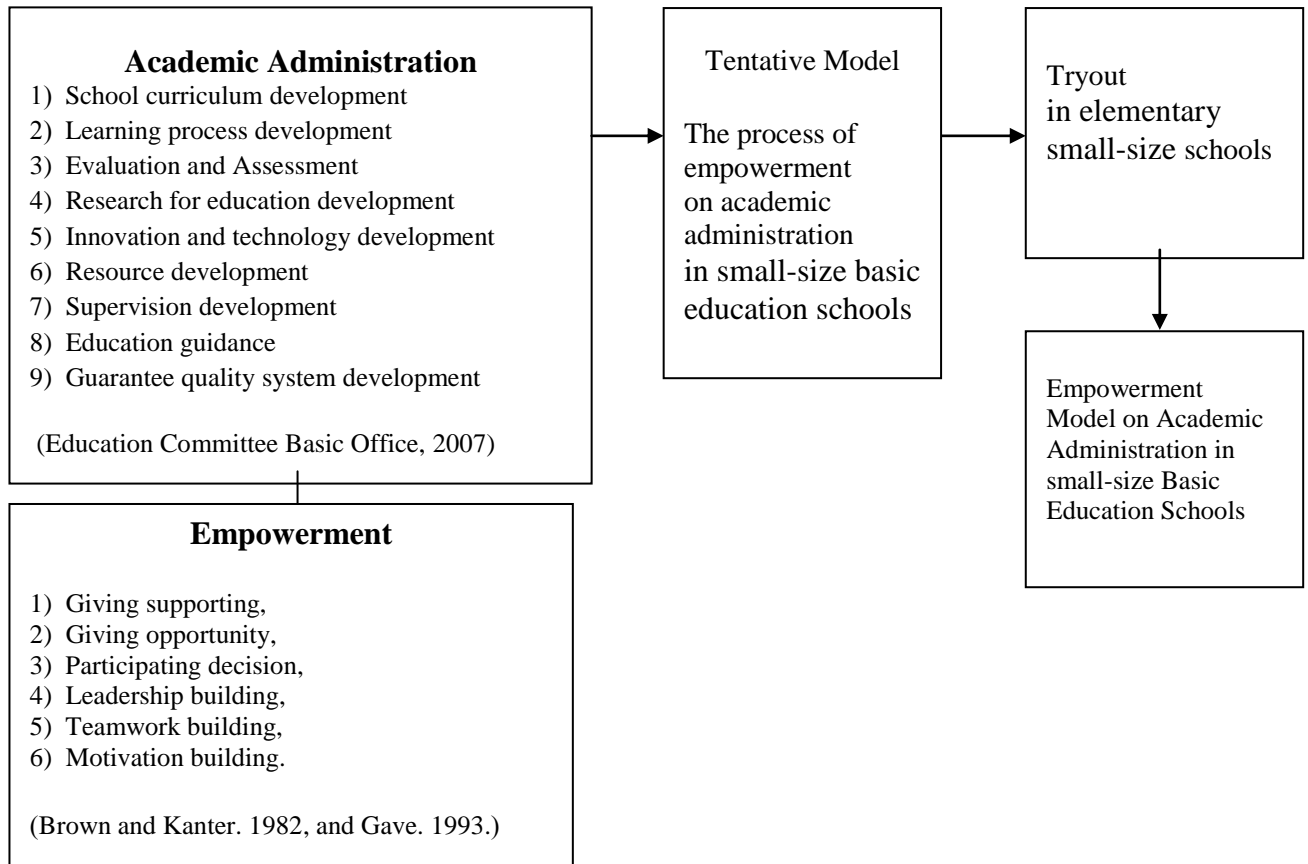 Academic Administration
1) School curriculum development
2) Learning process development
3) Evaluation and Assessment
4) Research for education development
5) Innovation and technology development
6) Resource development
7) Supervision development
8) Education guidance
9) Guarantee quality system development
(Education Committee Basic Office, 2007)
Empowerment
1) Giving supporting,
2) Giving opportunity,
3) Participating decision,
4) Leadership building,
5) Teamwork building,
6) Motivation building.
(Brown and Kanter. 1982, and Gave. 1993.)
Tentative Model
The process of
empowerment
on academic
administration
in small-size basic
education schools
Tryout
in elementary
small-size schools
Empowerment
Model on Academic
Administration in
small-size Basic
Education Schools